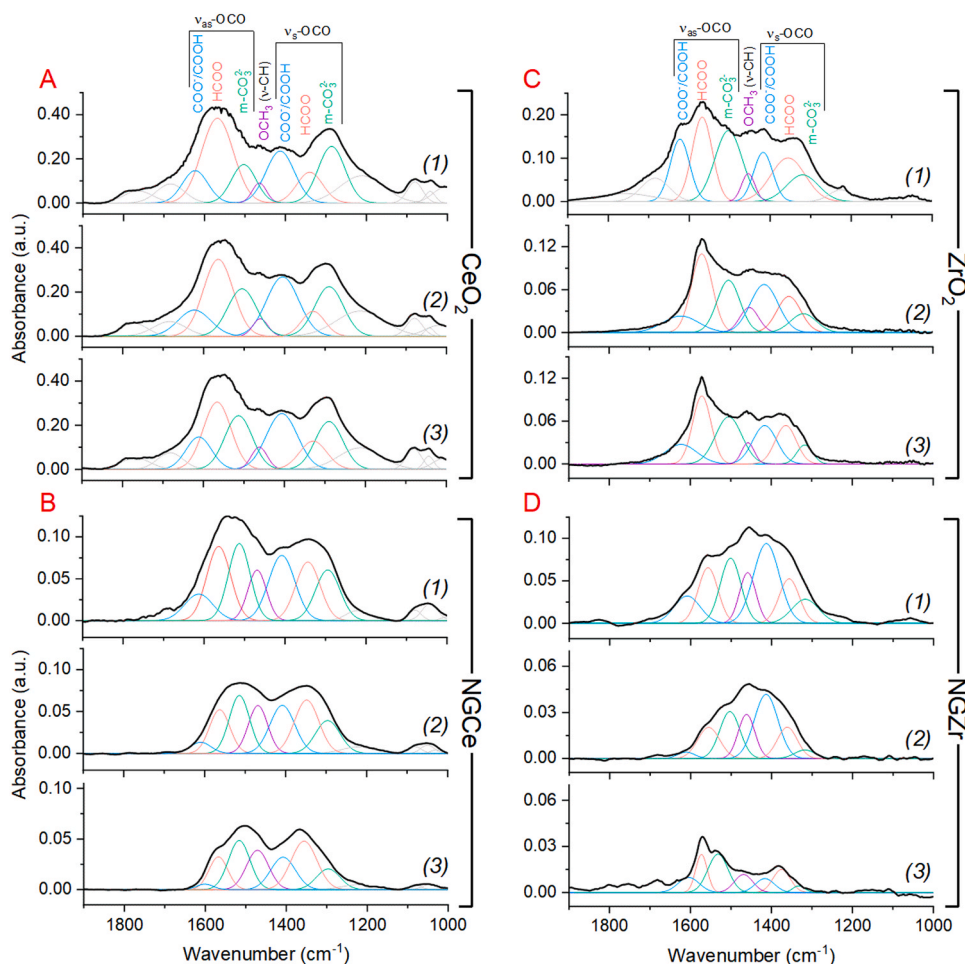 A
ν_as-OCO
ν_s-OCO
COO⁻/COOH
HCOO
m-CO₃²⁻
OCH₃ (ν-CH)
COO⁻/COOH
HCOO
m-CO₃²⁻
0.40
0.20
0.00
(1)
0.40
0.20
0.00
(2)
0.40
0.20
0.00
(3)
Absorbance (a.u.)
CeO₂
B
0.10
0.05
0.00
(1)
0.10
0.05
0.00
(2)
0.10
0.05
0.00
(3)
Absorbance (a.u.)
NGCe
1800 1600 1400 1200 1000
Wavenumber (cm⁻¹)
C
ν_as-OCO
ν_s-OCO
COO⁻/COOH
HCOO
m-CO₃²⁻
OCH₃ (ν-CH)
COO⁻/COOH
HCOO
m-CO₃²⁻
0.20
0.10
0.00
(1)
0.12
0.06
0.00
(2)
0.12
0.06
0.00
(3)
ZrO₂
D
0.10
0.05
0.00
(1)
0.06
0.03
0.00
(2)
0.06
0.03
0.00
(3)
NGZr
1800 1600 1400 1200 1000
Wavenumber (cm⁻¹)